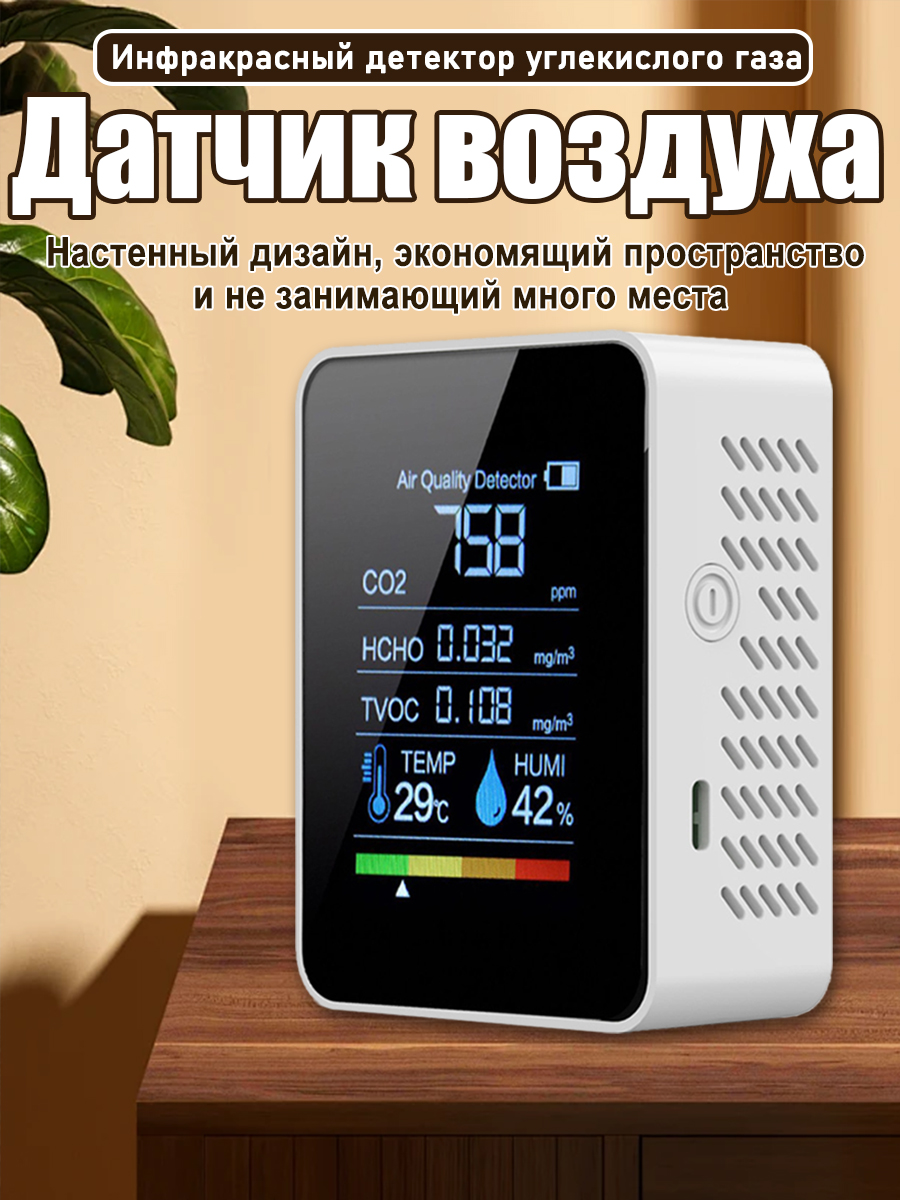 Инфракрасный детектор углекислого газа
Датчик воздуха
Настенный дизайн, экономящий пространство
и не занимающий много места
Air Quality Detector
758
CO2 ppm
HCHO 0.032 mg/m³
TVOC 0.108 mg/m³
TEMP HUMI
29℃ 42%